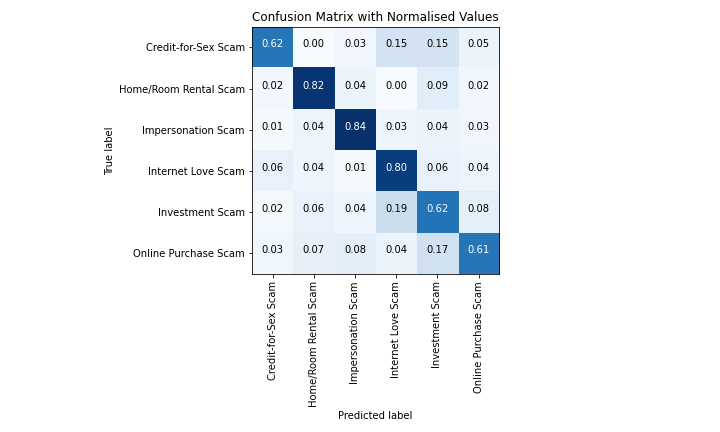 Confusion Matrix with Normalised Values
True label
Credit-for-Sex Scam 0.62 0.00 0.03 0.15 0.15 0.05
Home/Room Rental Scam 0.02 0.82 0.04 0.00 0.09 0.02
Impersonation Scam 0.01 0.04 0.84 0.03 0.04 0.03
Internet Love Scam 0.06 0.04 0.01 0.80 0.06 0.04
Investment Scam 0.02 0.06 0.04 0.19 0.62 0.08
Online Purchase Scam 0.03 0.07 0.08 0.04 0.17 0.61
Credit-for-Sex Scam
Home/Room Rental Scam
Impersonation Scam
Internet Love Scam
Investment Scam
Online Purchase Scam
Predicted label